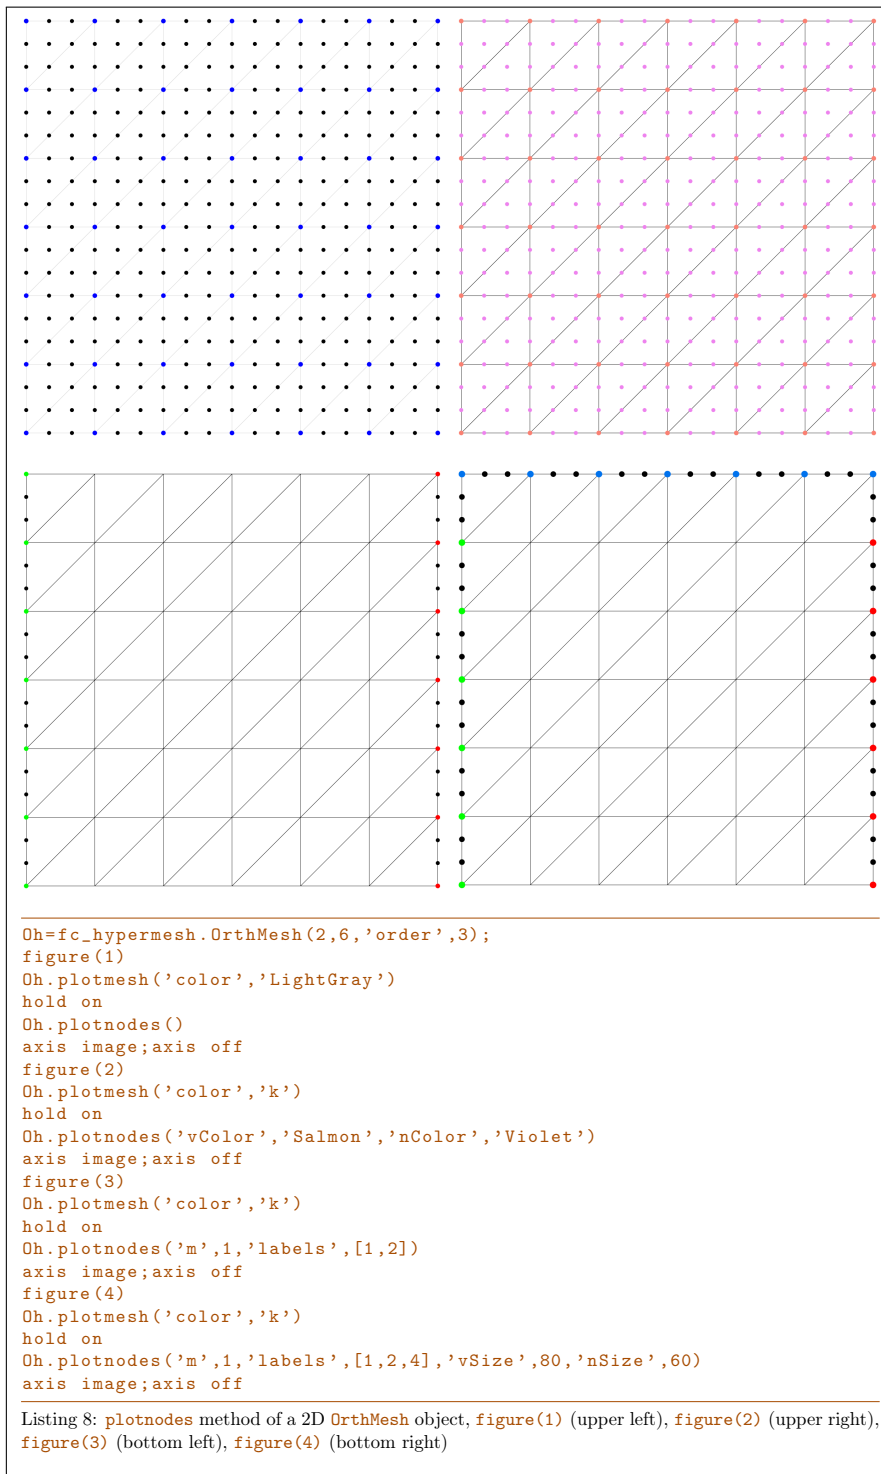 Oh=fc_hypermesh.OrthMesh(2,6,'order',3);
figure(1)
Oh.plotmesh('color','LightGray')
hold on
Oh.plotnodes()
axis image;axis off
figure(2)
Oh.plotmesh('color','k')
hold on
Oh.plotnodes('vColor','Salmon','nColor','Violet')
axis image;axis off
figure(3)
Oh.plotmesh('color','k')
hold on
Oh.plotnodes('m',1,'labels',[1,2])
axis image;axis off
figure(4)
Oh.plotmesh('color','k')
hold on
Oh.plotnodes('m',1,'labels',[1,2,4],'vSize',80,'nSize',60)
axis image;axis off
Listing 8: plotnodes method of a 2D OrthMesh object, figure(1) (upper left), figure(2) (upper right),
figure(3) (bottom left), figure(4) (bottom right)